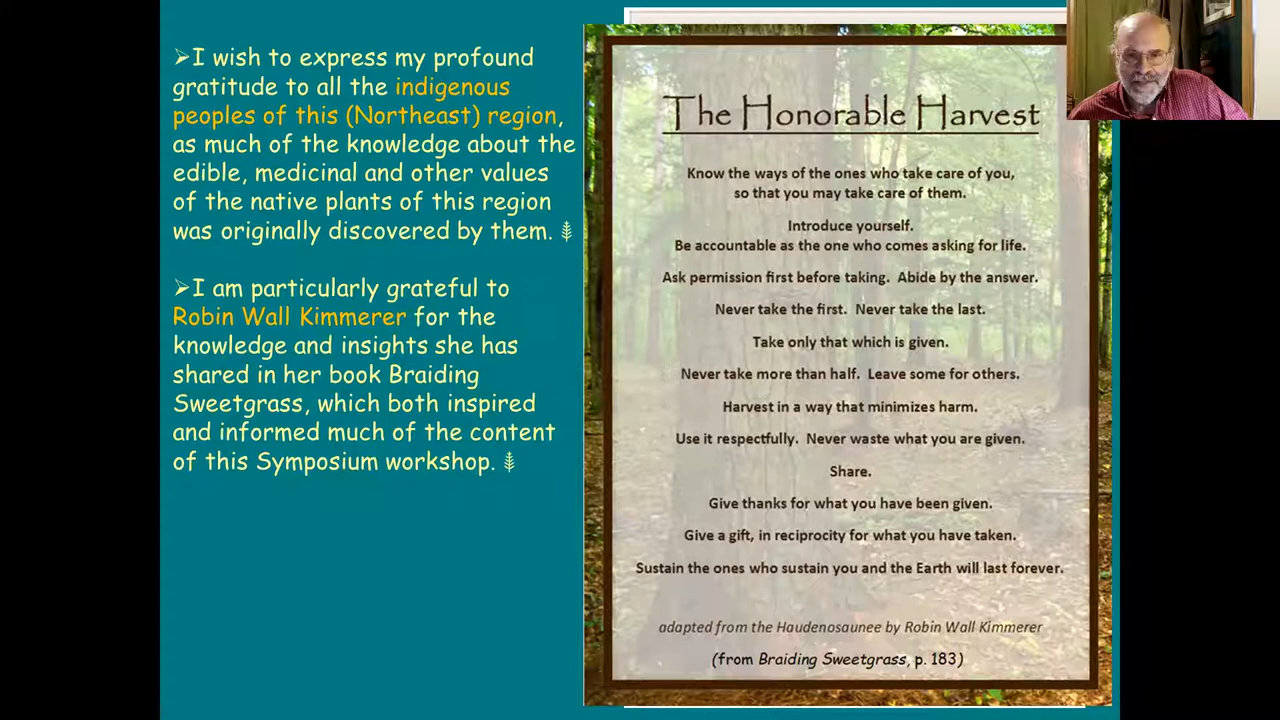 ➢I wish to express my profound
gratitude to all the indigenous
peoples of this (Northeast) region,
as much of the knowledge about the
edible, medicinal and other values
of the native plants of this region
was originally discovered by them.
➢I am particularly grateful to
Robin Wall Kimmerer for the
knowledge and insights she has
shared in her book Braiding
Sweetgrass, which both inspired
and informed much of the content
of this Symposium workshop.
The Honorable Harvest
Know the ways of the ones who take care of you,
so that you may take care of them.
Introduce yourself.
Be accountable as the one who comes asking for life.
Ask permission first before taking. Abide by the answer.
Never take the first. Never take the last.
Take only that which is given.
Never take more than half. Leave some for others.
Harvest in a way that minimizes harm.
Use it respectfully. Never waste what you are given.
Share.
Give thanks for what you have been given.
Give a gift, in reciprocity for what you have taken.
Sustain the ones who sustain you and the Earth will last forever.
adapted from the Haudenosaunee by Robin Wall Kimmerer
(from Braiding Sweetgrass, p. 183)